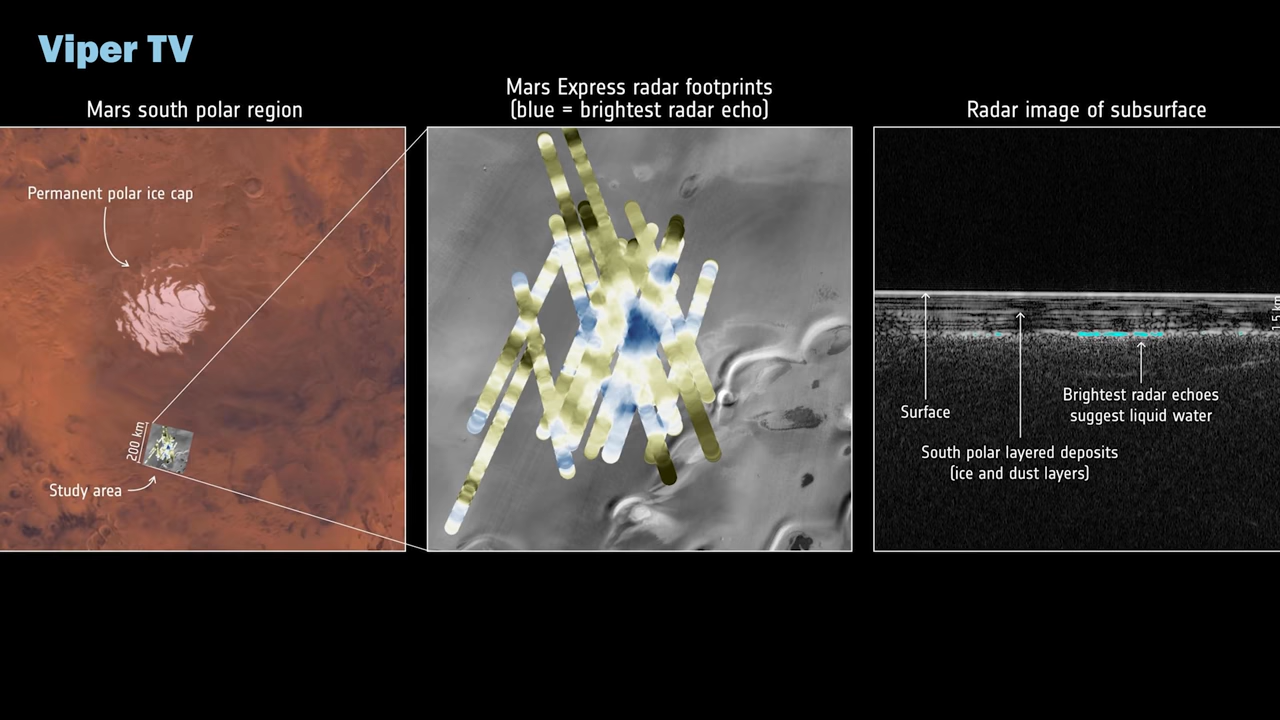 Viper TV
Mars south polar region
Permanent polar ice cap
200 km
Study area
Mars Express radar footprints
(blue = brightest radar echo)
Radar image of subsurface
Surface
South polar layered deposits
(ice and dust layers)
Brightest radar echoes
suggest liquid water